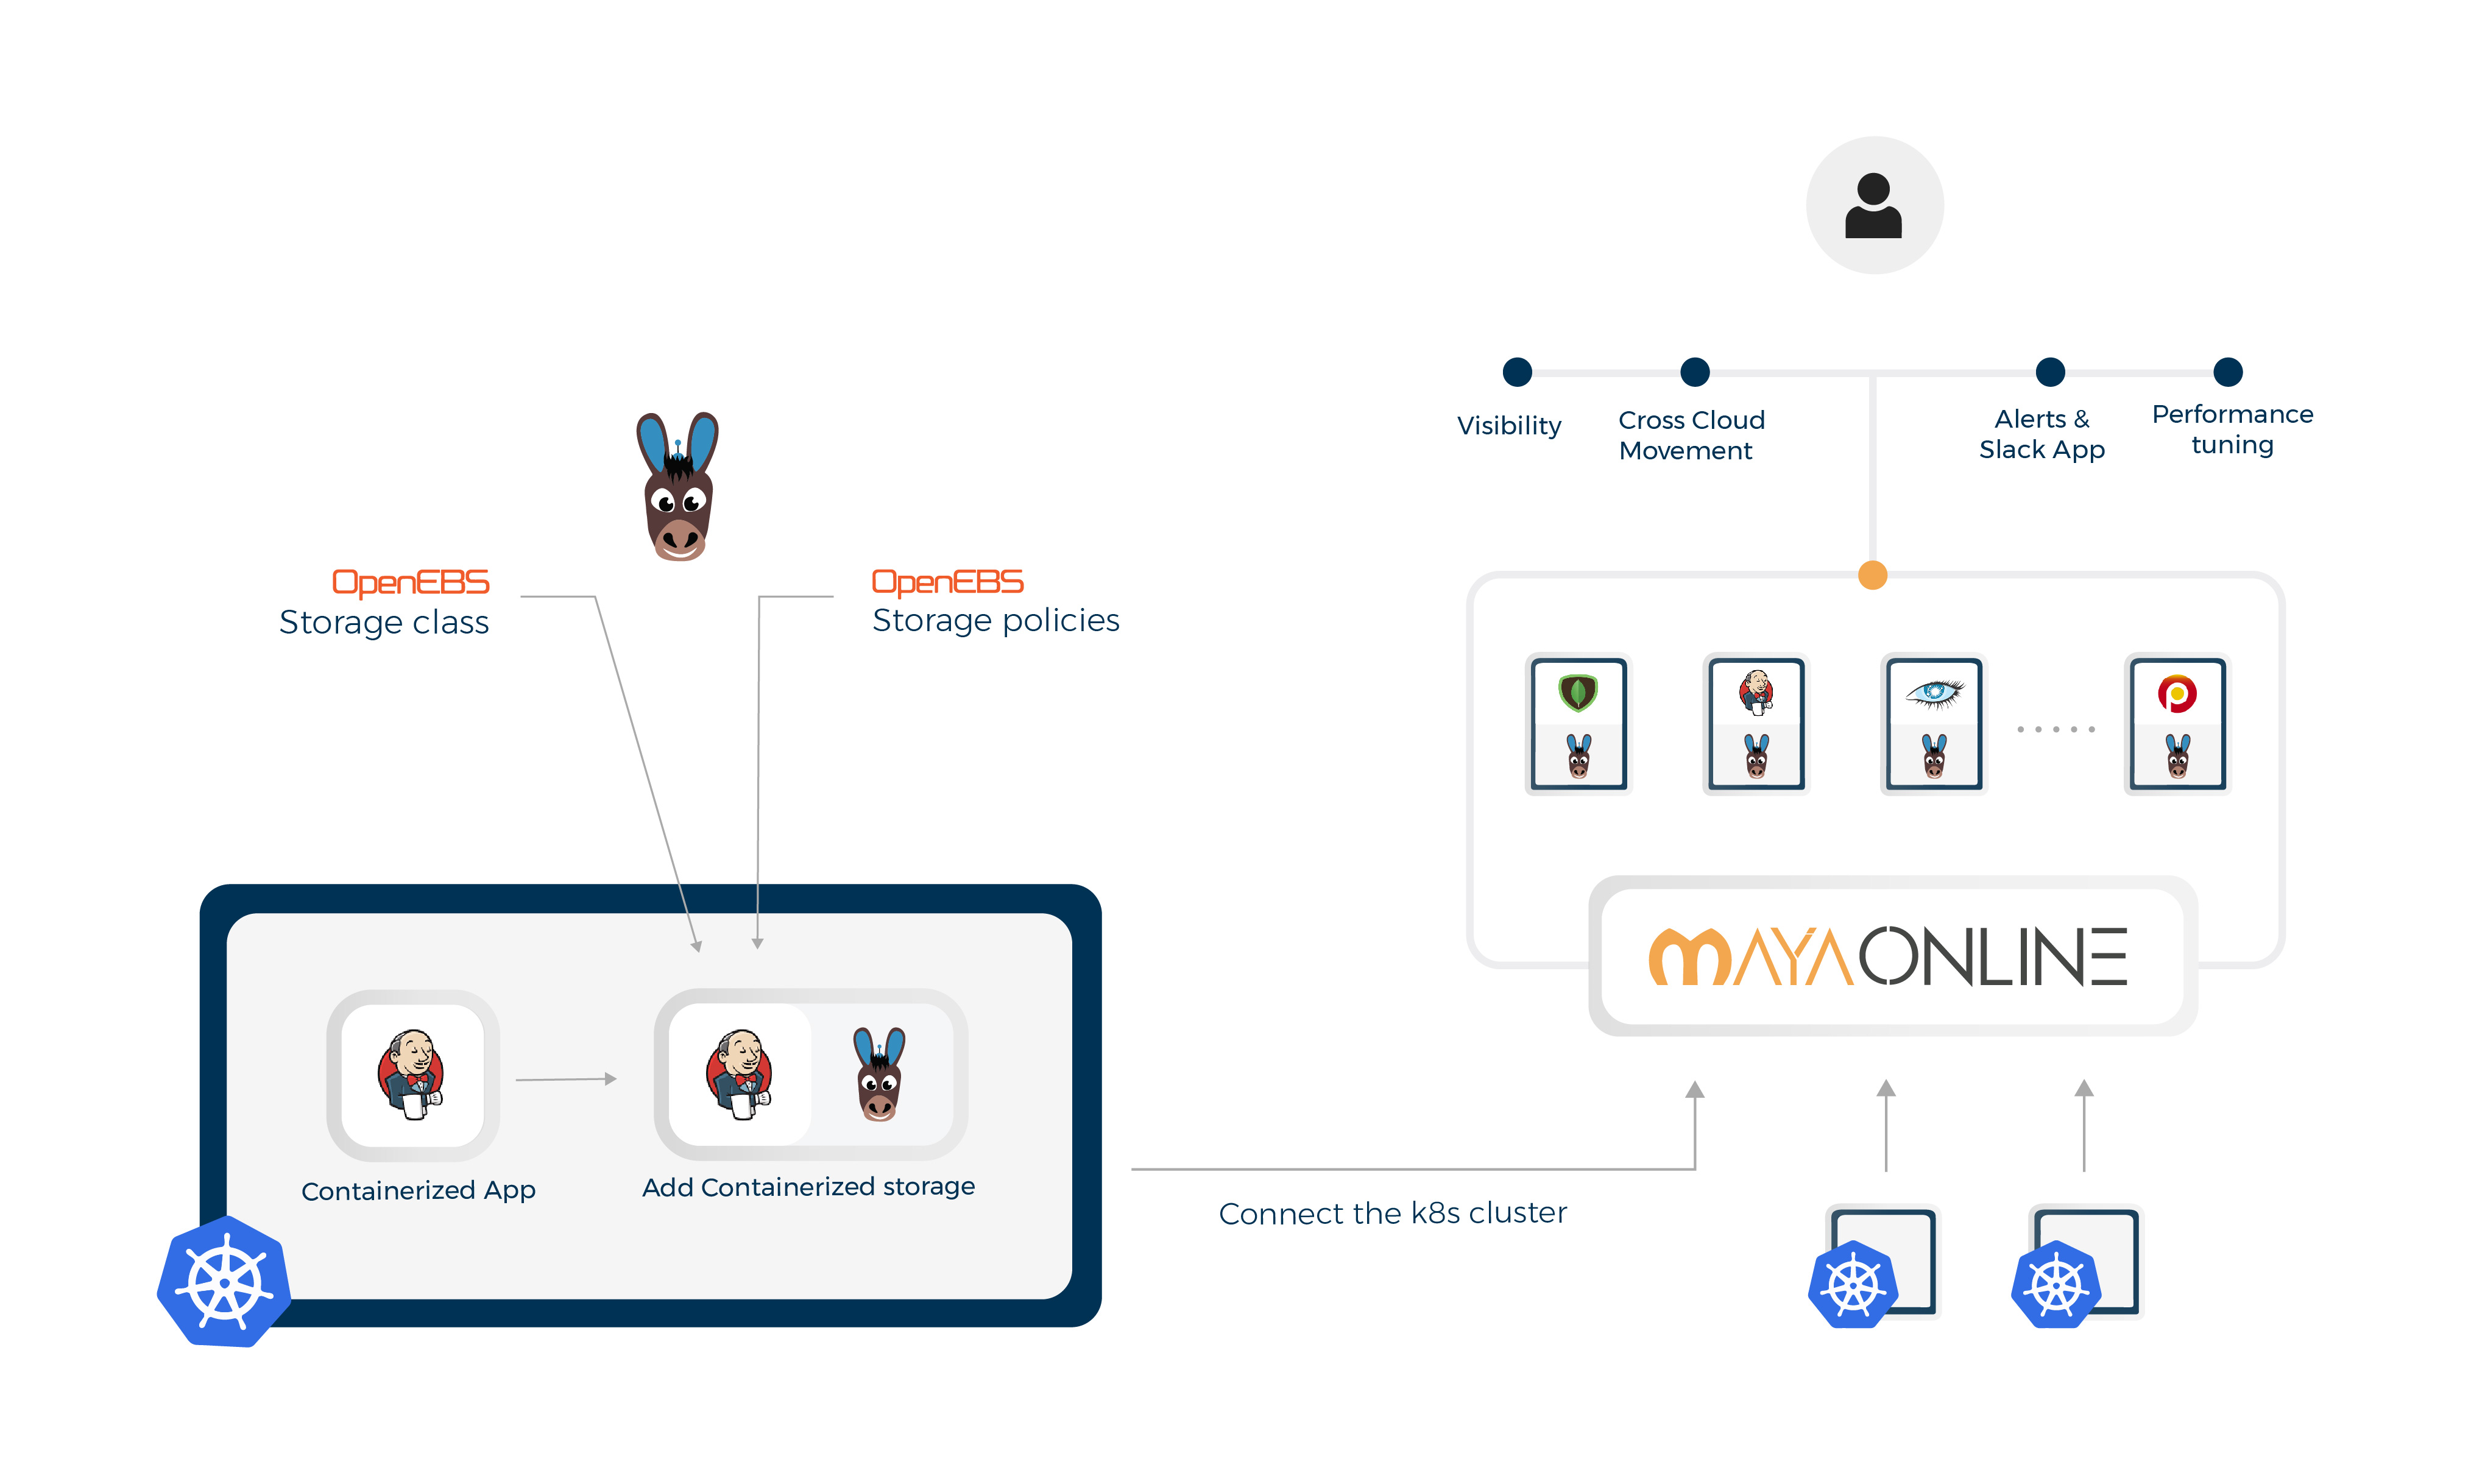 OpenEBS
Storage class
OpenEBS
Storage policies
Containerized App
Add Containerized storage
Connect the k8s cluster
Visibility
Cross Cloud
Movement
Alerts &
Slack App
Performance
tuning
MAYAONLINE